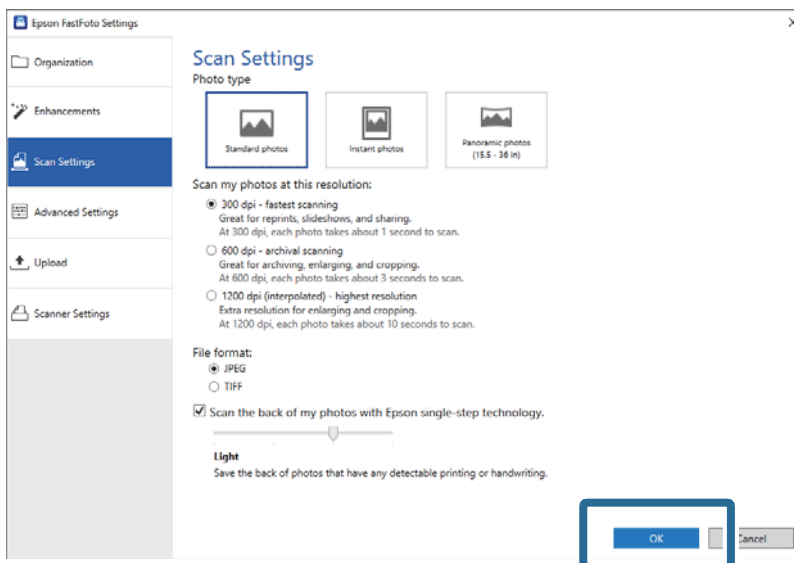 Epson FastFoto Settings
Organization
Enhancements
Scan Settings
Advanced Settings
Upload
Scanner Settings
Scan Settings
Photo type
Standard photos
Instant photos
Panoramic photos
(15.5 - 36 in)
Scan my photos at this resolution:
300 dpi - fastest scanning
Great for reprints, slideshows, and sharing.
At 300 dpi, each photo takes about 1 second to scan.
600 dpi - archival scanning
Great for archiving, enlarging, and cropping.
At 600 dpi, each photo takes about 3 seconds to scan.
1200 dpi (interpolated) - highest resolution
Extra resolution for enlarging and cropping.
At 1200 dpi, each photo takes about 10 seconds to scan.
File format:
JPEG
TIFF
Scan the back of my photos with Epson single-step technology.
Light
Save the back of photos that have any detectable printing or handwriting.
OK
Cancel